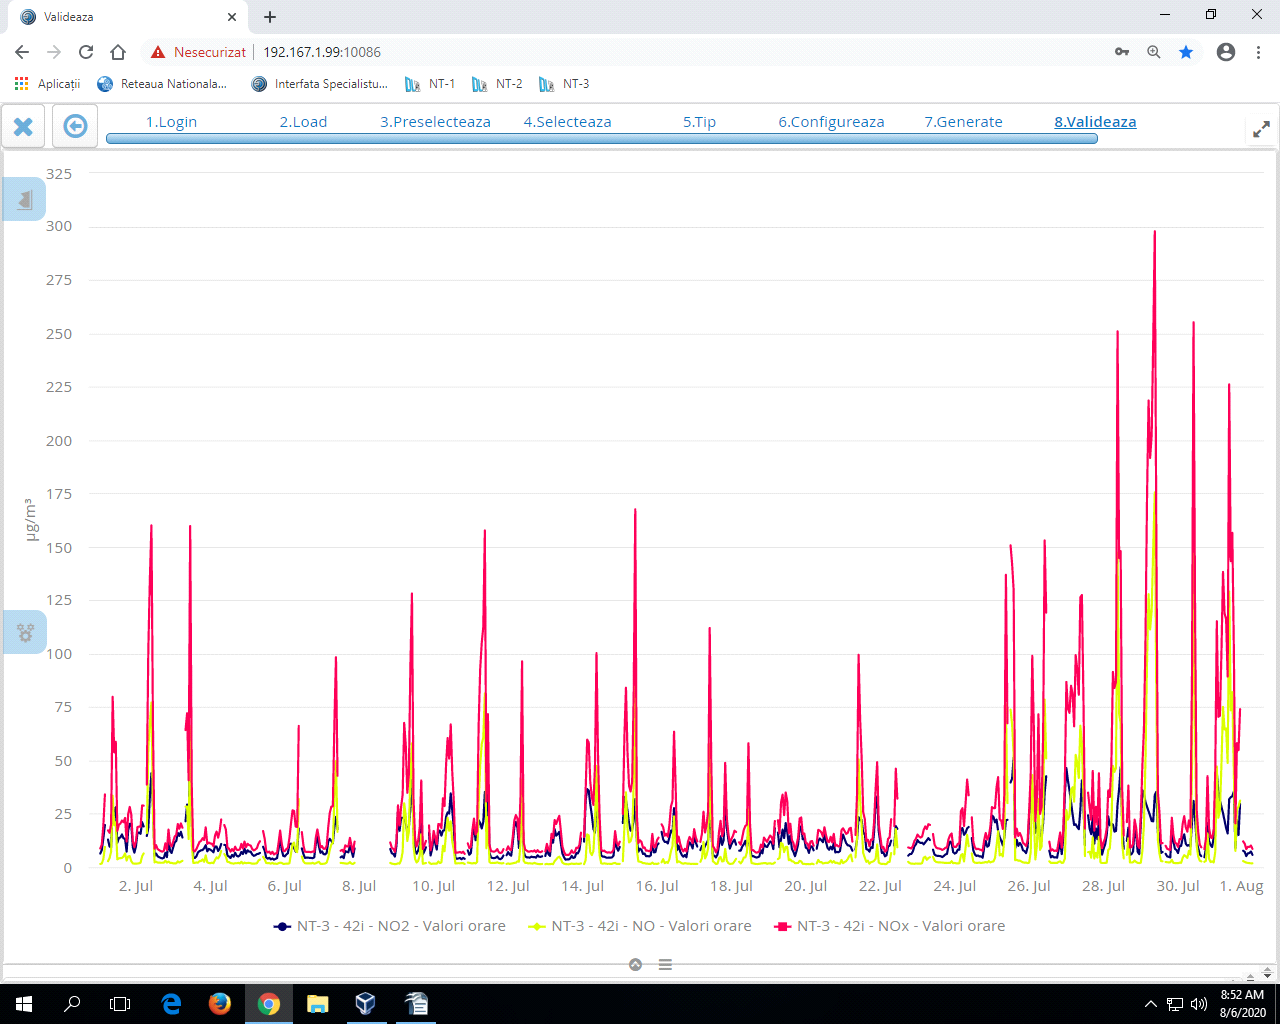 Valideaza
Nesecurizat 192.167.1.99:10086
Aplicații Reteaua Nationala... Interfata Specialistu... NT-1 NT-2 NT-3
1.Login 2.Load 3.Preselecteaza 4.Selecteaza 5.Tip 6.Configureaza 7.Generate 8.Valideaza
325
300
275
250
225
200
175
150
125
100
75
50
25
0
µg/m³
2. Jul 4. Jul 6. Jul 8. Jul 10. Jul 12. Jul 14. Jul 16. Jul 18. Jul 20. Jul 22. Jul 24. Jul 26. Jul 28. Jul 30. Jul 1. Aug
NT-3 - 42i - NO2 - Valori orare NT-3 - 42i - NO - Valori orare NT-3 - 42i - NOx - Valori orare
8:52 AM
8/6/2020